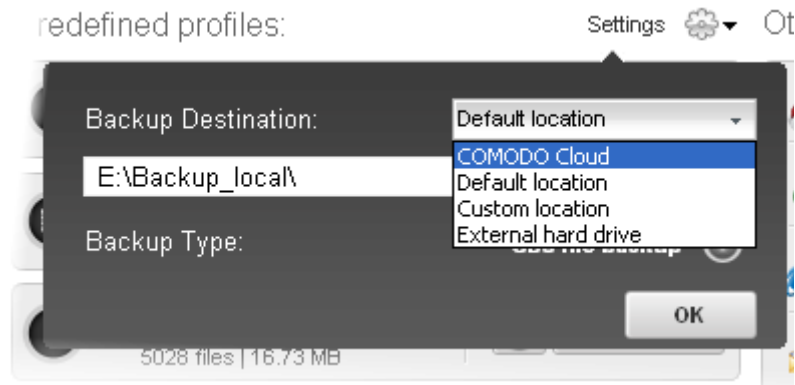 redefined profiles:
Settings
Ot
Backup Destination:
Default location
COMODO Cloud
Default location
Custom location
External hard drive
E:\Backup_local\
Backup Type:
OK
5028 files | 16.73 MB